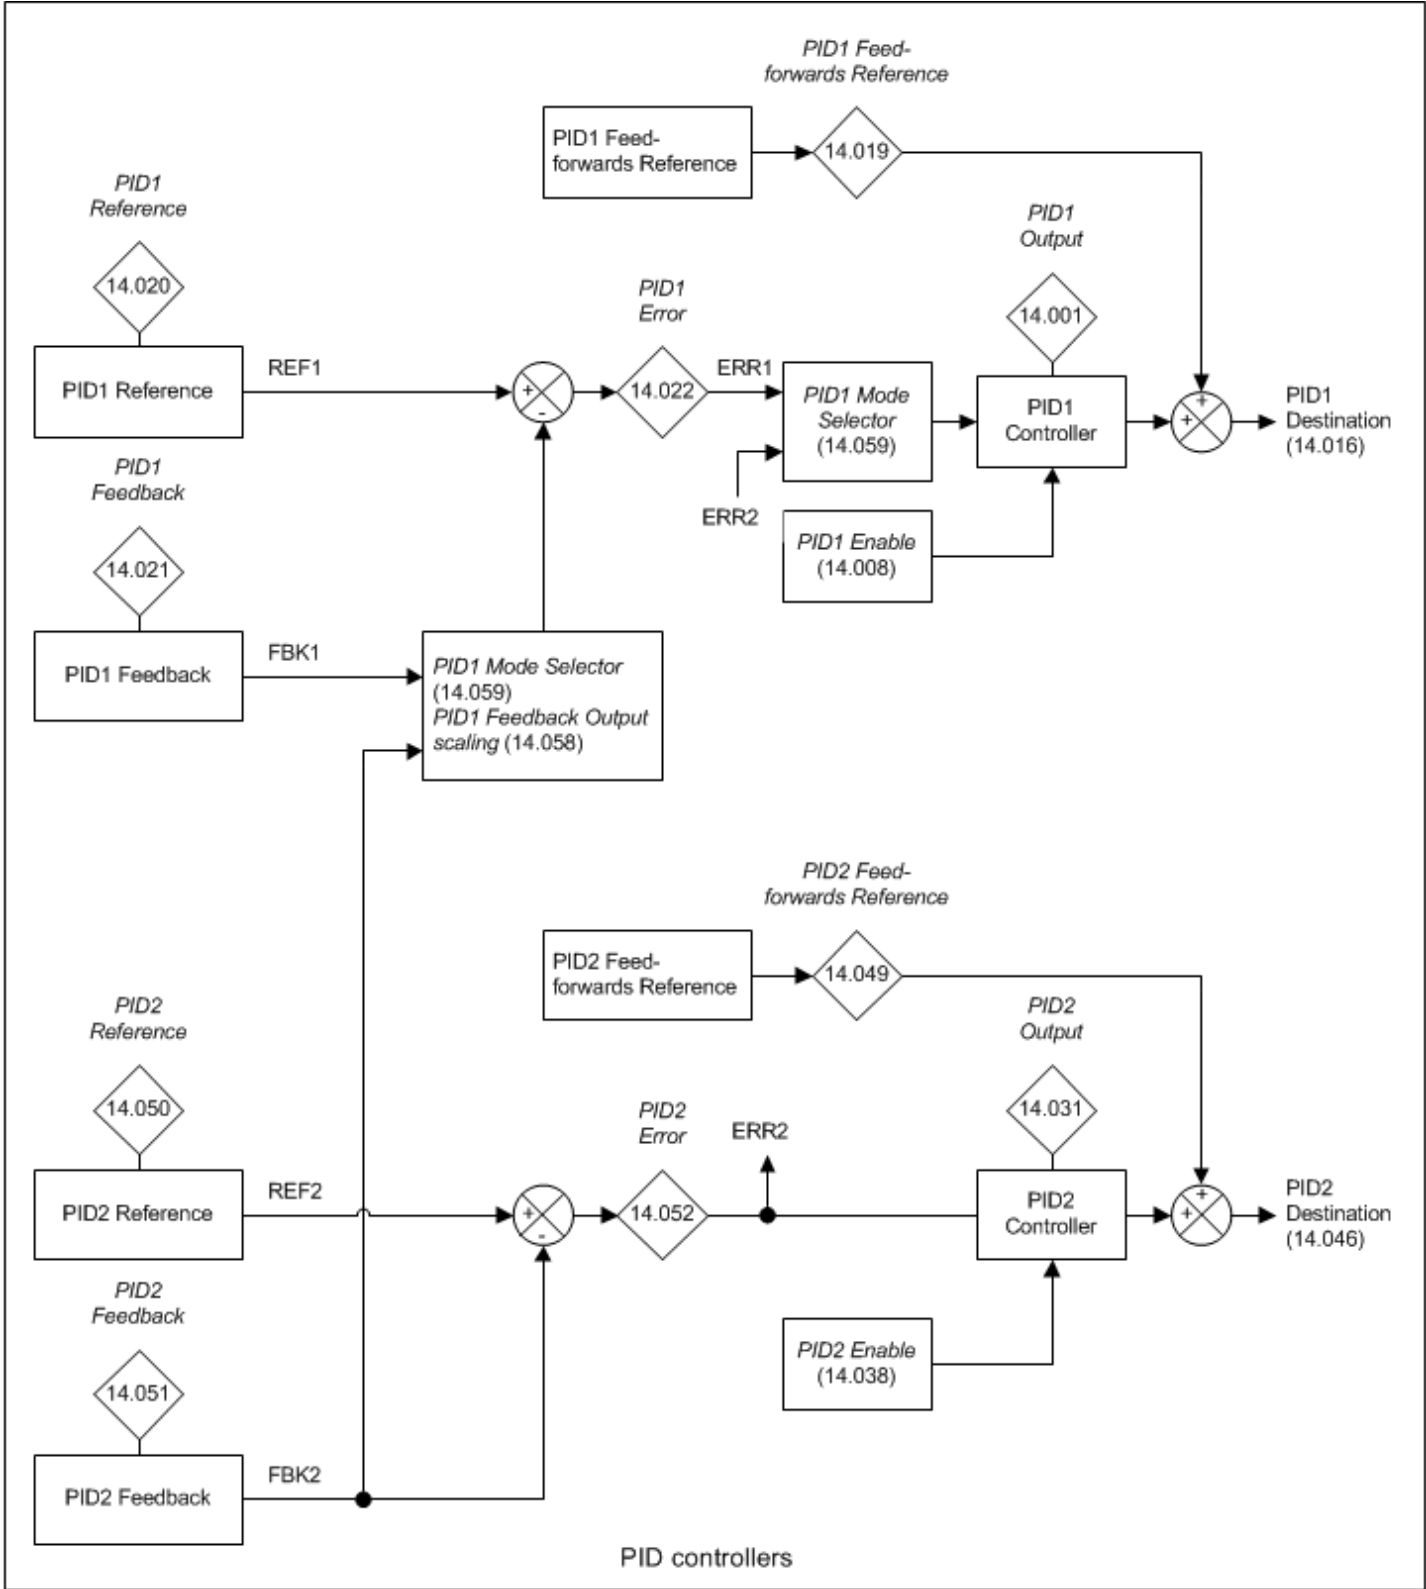 PID1 Feed-
forwards Reference
PID1 Feed-
forwards Reference
14.019
PID1
Reference
14.020
PID1 Reference
REF1
+
-
PID1
Error
14.022
ERR1
ERR2
PID1 Mode
Selector
(14.059)
PID1
Output
14.001
PID1
Controller
+
+
PID1
Destination
(14.016)
PID1 Enable
(14.008)
PID1
Feedback
14.021
PID1 Feedback
FBK1
PID1 Mode Selector
(14.059)
PID1 Feedback Output
scaling (14.058)
PID2 Feed-
forwards Reference
PID2 Feed-
forwards Reference
14.049
PID2
Reference
14.050
PID2 Reference
REF2
+
-
PID2
Error
14.052
ERR2
PID2
Output
14.031
PID2
Controller
+
+
PID2
Destination
(14.046)
PID2 Enable
(14.038)
PID2
Feedback
14.051
PID2 Feedback
FBK2
PID controllers